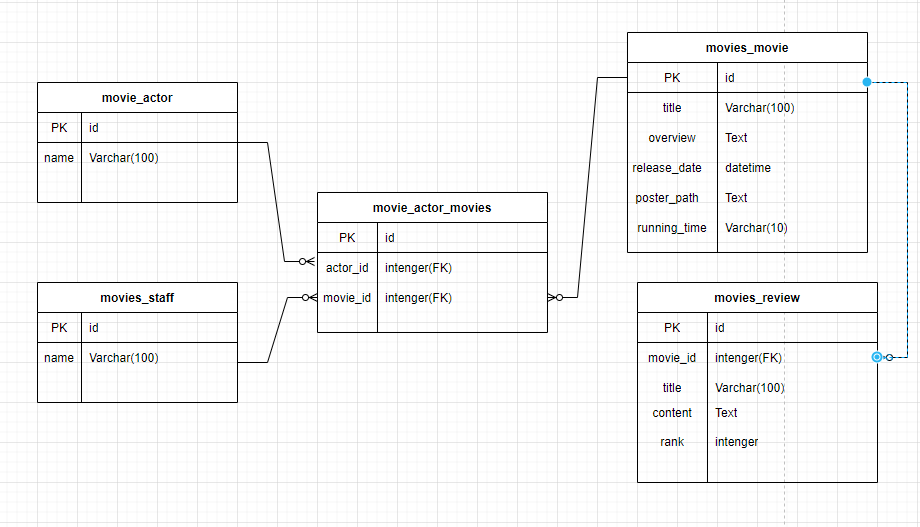 movie_actor
PK id
name Varchar(100)
movies_staff
PK id
name Varchar(100)
movie_actor_movies
PK id
actor_id intenger(FK)
movie_id intenger(FK)
movies_movie
PK id
title Varchar(100)
overview Text
release_date datetime
poster_path Text
running_time Varchar(10)
movies_review
PK id
movie_id intenger(FK)
title Varchar(100)
content Text
rank intenger